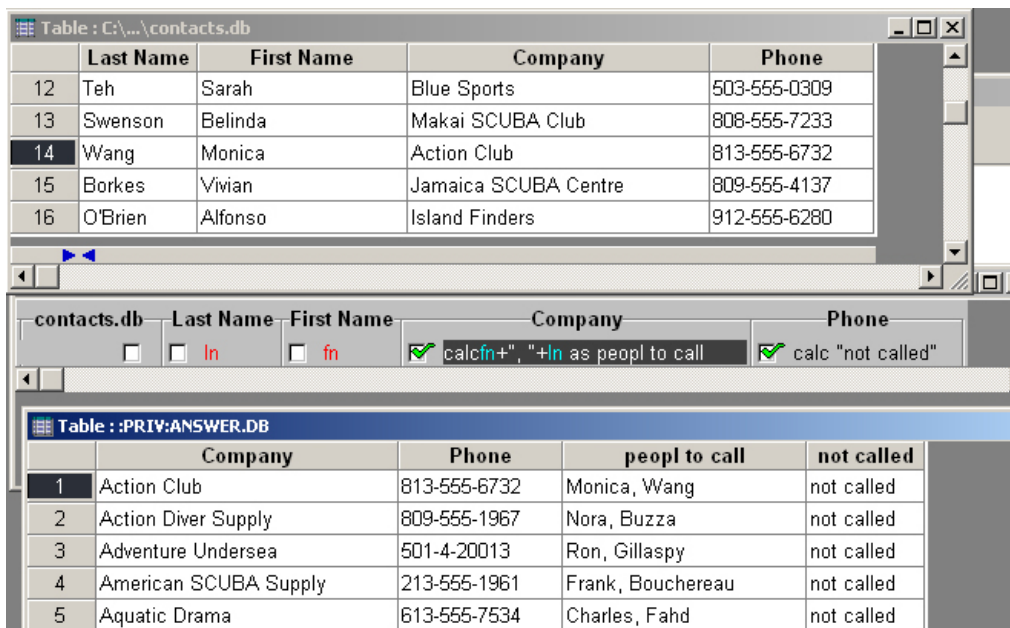 Table : C:\...\contacts.db
Last Name First Name Company Phone
12 Teh Sarah Blue Sports 503-555-0309
13 Swenson Belinda Makai SCUBA Club 808-555-7233
14 Wang Monica Action Club 813-555-6732
15 Borkes Vivian Jamaica SCUBA Centre 809-555-4137
16 O'Brien Alfonso Island Finders 912-555-6280
contacts.db Last Name First Name Company Phone
ln fn calcfn+", "+ln as peopl to call calc "not called"
Table : :PRIV:ANSWER.DB
Company Phone peopl to call not called
1 Action Club 813-555-6732 Monica, Wang not called
2 Action Diver Supply 809-555-1967 Nora, Buzza not called
3 Adventure Undersea 501-4-20013 Ron, Gillaspy not called
4 American SCUBA Supply 213-555-1961 Frank, Bouchereau not called
5 Aquatic Drama 613-555-7534 Charles, Fahd not called